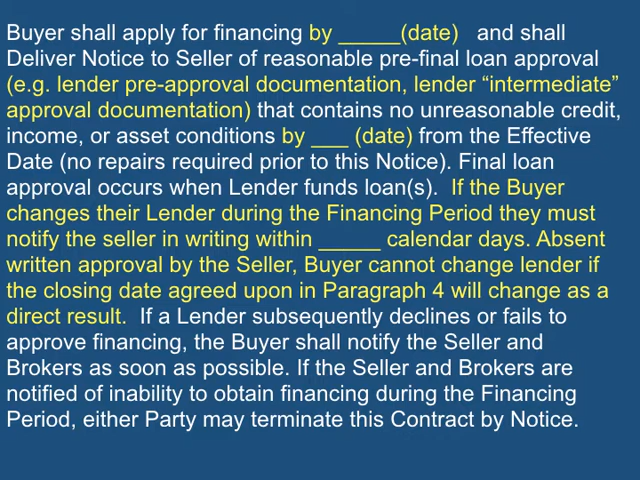 Buyer shall apply for financing by _____(date)   and shall
Deliver Notice to Seller of reasonable pre-final loan approval
(e.g. lender pre-approval documentation, lender “intermediate”
approval documentation) that contains no unreasonable credit,
income, or asset conditions by ___ (date) from the Effective
Date (no repairs required prior to this Notice). Final loan
approval occurs when Lender funds loan(s).  If the Buyer
changes their Lender during the Financing Period they must
notify the seller in writing within _____ calendar days. Absent
written approval by the Seller, Buyer cannot change lender if
the closing date agreed upon in Paragraph 4 will change as a
direct result.  If a Lender subsequently declines or fails to
approve financing, the Buyer shall notify the Seller and
Brokers as soon as possible. If the Seller and Brokers are
notified of inability to obtain financing during the Financing
Period, either Party may terminate this Contract by Notice.